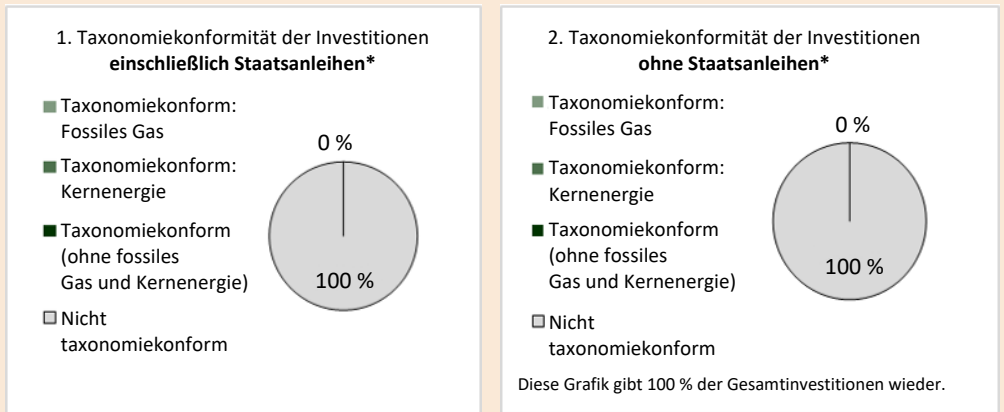 1. Taxonomiekonformität der Investitionen
einschließlich Staatsanleihen*
Taxonomiekonform:
Fossiles Gas
Taxonomiekonform:
Kernenergie
Taxonomiekonform
(ohne fossiles
Gas und Kernenergie)
Nicht
taxonomiekonform
0 %
100 %
2. Taxonomiekonformität der Investitionen
ohne Staatsanleihen*
Taxonomiekonform:
Fossiles Gas
Taxonomiekonform:
Kernenergie
Taxonomiekonform
(ohne fossiles
Gas und Kernenergie)
Nicht
taxonomiekonform
0 %
100 %
Diese Grafik gibt 100 % der Gesamtinvestitionen wieder.